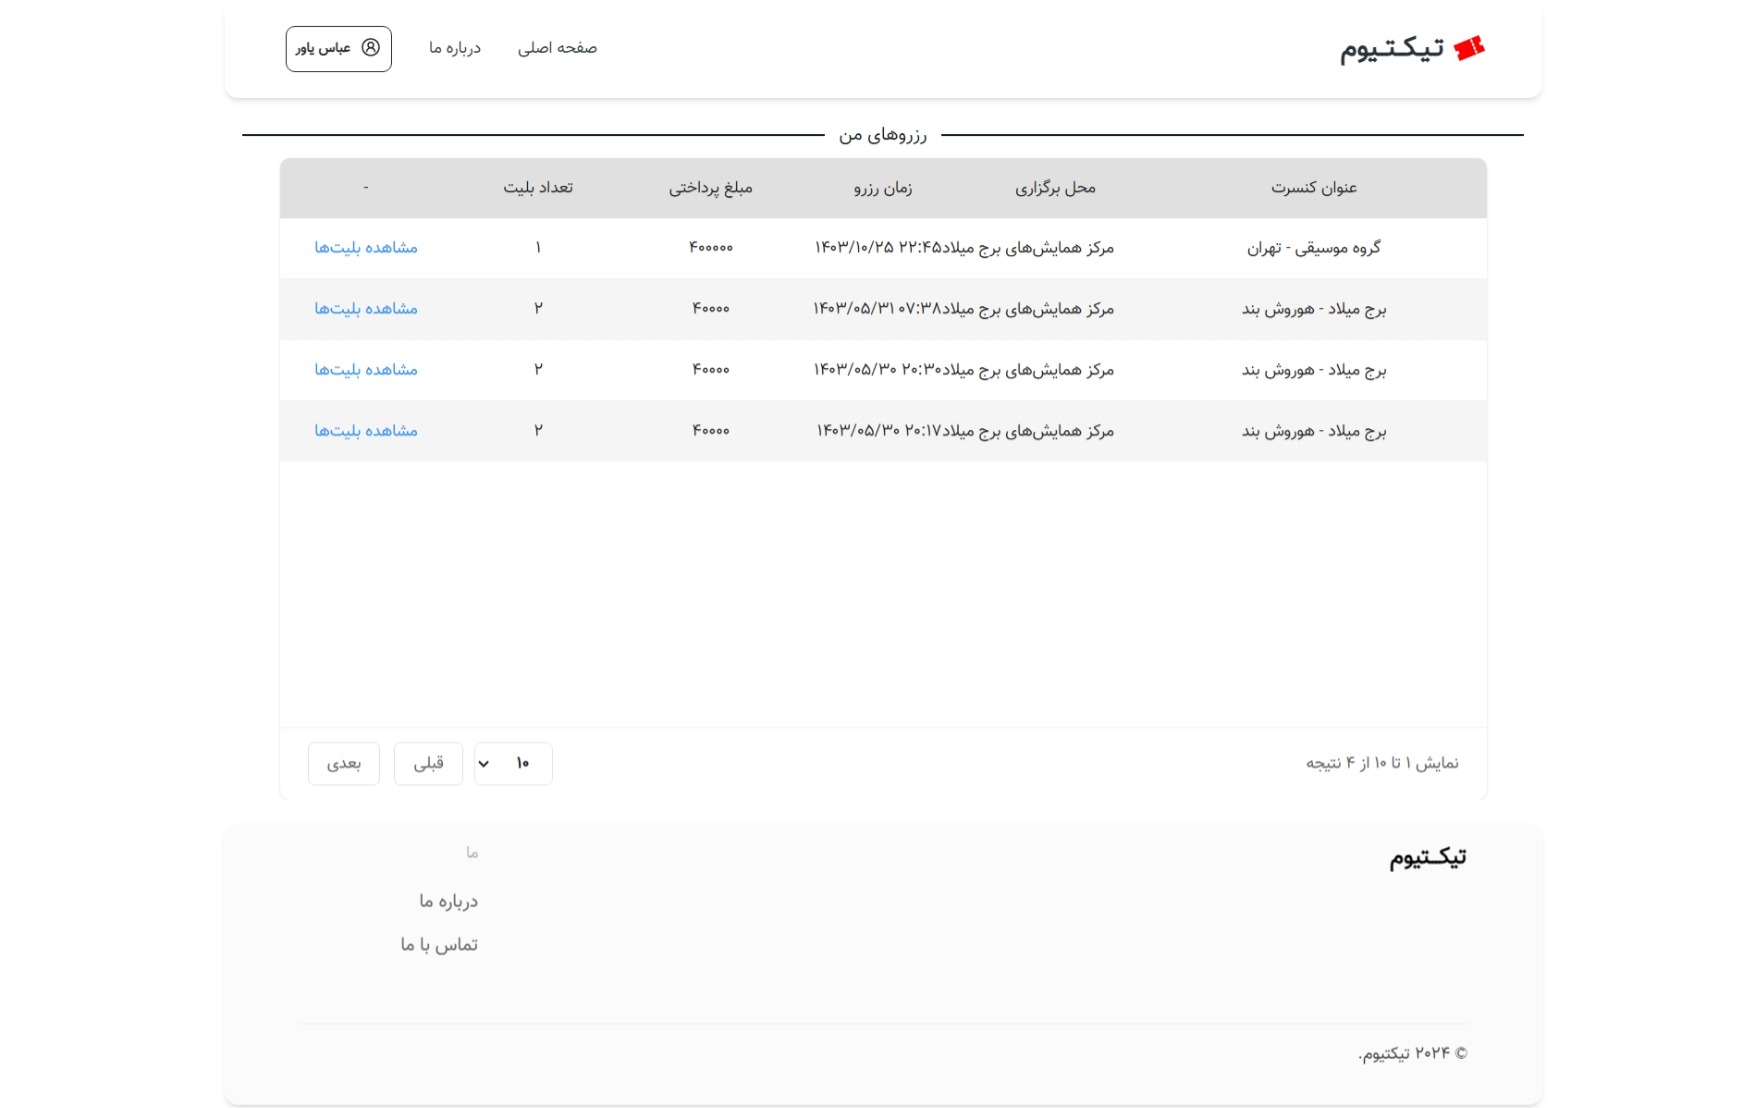 تیکـتـیوم
صفحه اصلی
درباره ما
عباس یاور
رزروهای من
عنوان کنسرت محل برگزاری زمان رزرو مبلغ پرداختی تعداد بلیت -
گروه موسیقی - تهران مرکز همایش‌های برج میلاد ۱۴۰۳/۱۰/۲۵ ۲۲:۴۵ ۴۰۰۰۰۰ ۱ مشاهده بلیت‌ها
برج میلاد - هوروش بند مرکز همایش‌های برج میلاد ۱۴۰۳/۰۵/۳۱ ۰۷:۳۸ ۴۰۰۰۰ ۲ مشاهده بلیت‌ها
برج میلاد - هوروش بند مرکز همایش‌های برج میلاد ۱۴۰۳/۰۵/۳۰ ۲۰:۳۰ ۴۰۰۰۰ ۲ مشاهده بلیت‌ها
برج میلاد - هوروش بند مرکز همایش‌های برج میلاد ۱۴۰۳/۰۵/۳۰ ۲۰:۱۷ ۴۰۰۰۰ ۲ مشاهده بلیت‌ها
نمایش ۱ تا ۱۰ از ۴ نتیجه
۱۰
قبلی
بعدی
تیکـتیوم
ما
درباره ما
تماس با ما
© ۲۰۲۴ تیکتیوم.